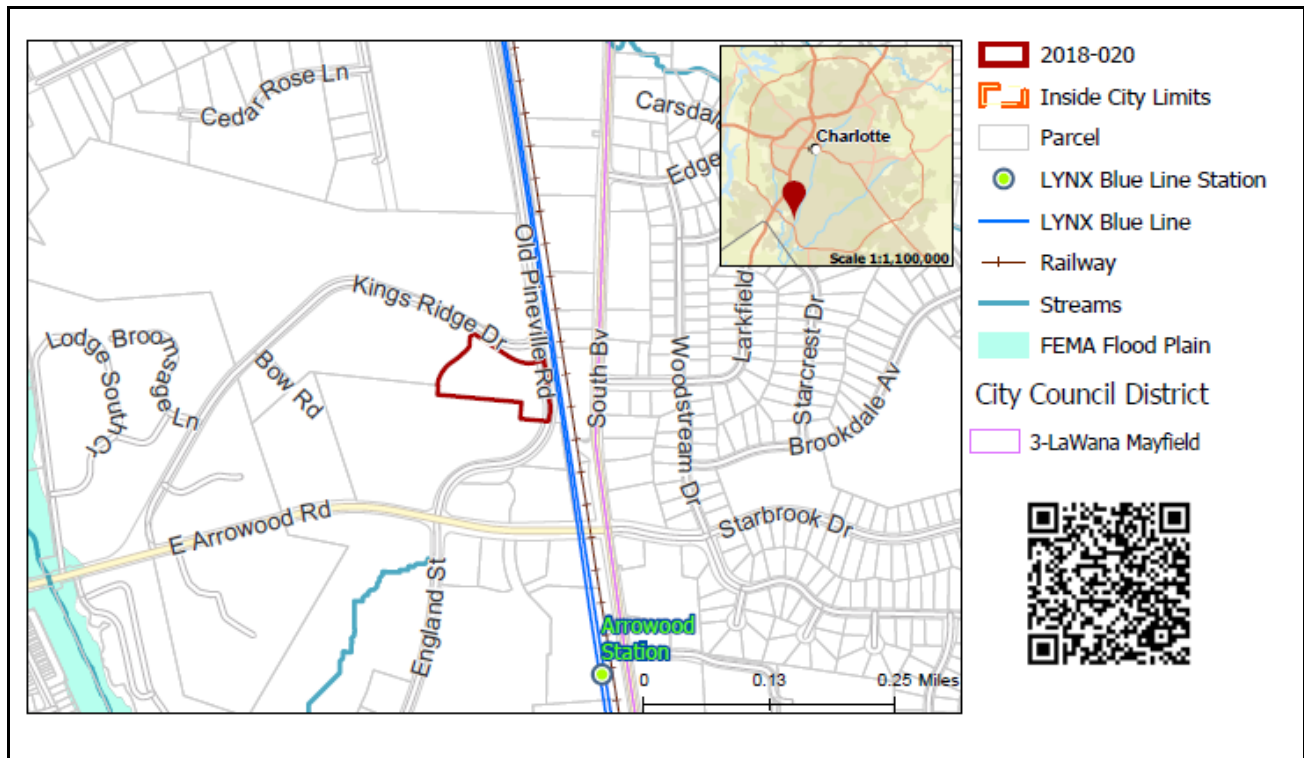 Cedar Rose Ln
Carsdale
Edge
Charlotte
Scale 1:1,100,000
Old Pineville Rd
Kings Ridge Dr
South Bv
Larkfield
Starcrest Dr
Woodstream Dr
Brookdale Av
Lodge South Cr
Broomsage Ln
Bow Rd
E Arrowood Rd
Starbrook Dr
England St
Arrowood
Station
0 0.13 0.25 Miles
2018-020
Inside City Limits
Parcel
LYNX Blue Line Station
LYNX Blue Line
Railway
Streams
FEMA Flood Plain
City Council District
3-LaWana Mayfield